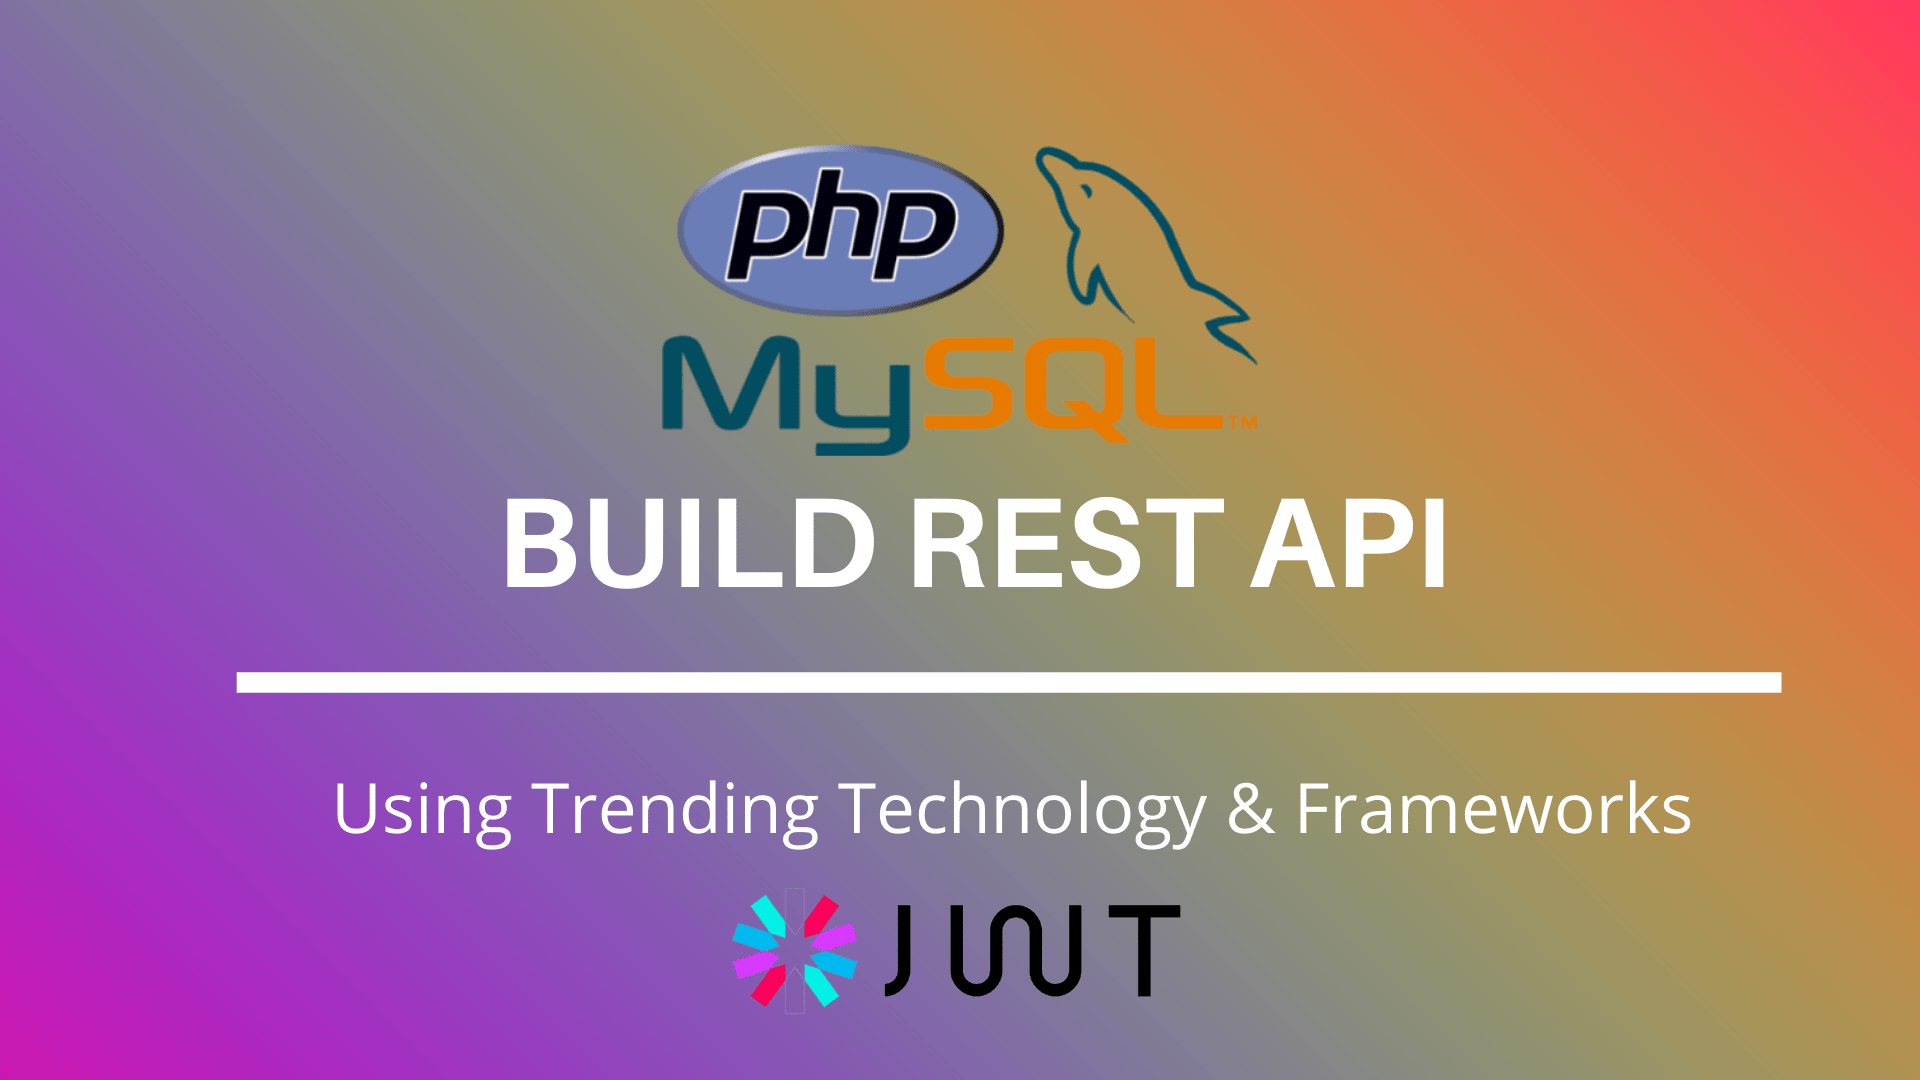 php
MySQL™
BUILD REST API
Using Trending Technology & Frameworks
JWT